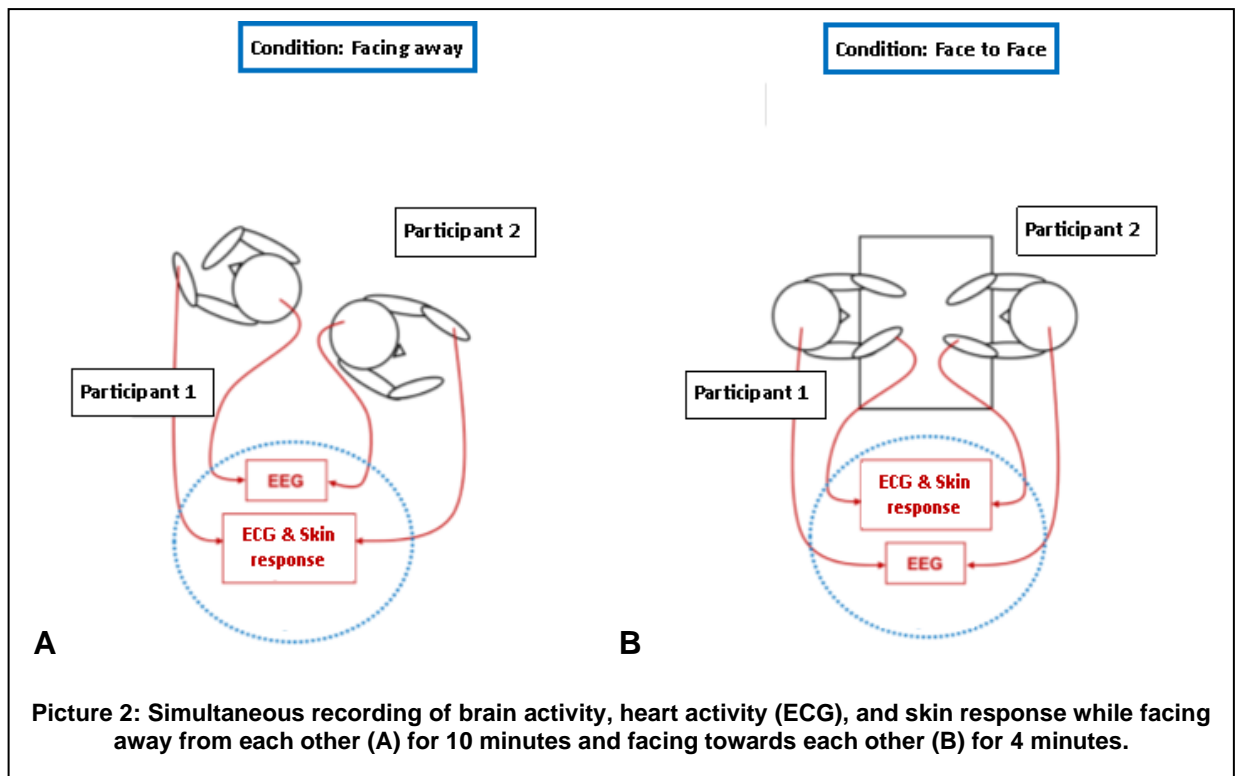 Condition: Facing away
Condition: Face to Face
Participant 2
Participant 1
EEG
ECG & Skin
response
A
Participant 2
Participant 1
ECG & Skin
response
EEG
B
Picture 2: Simultaneous recording of brain activity, heart activity (ECG), and skin response while facing
away from each other (A) for 10 minutes and facing towards each other (B) for 4 minutes.